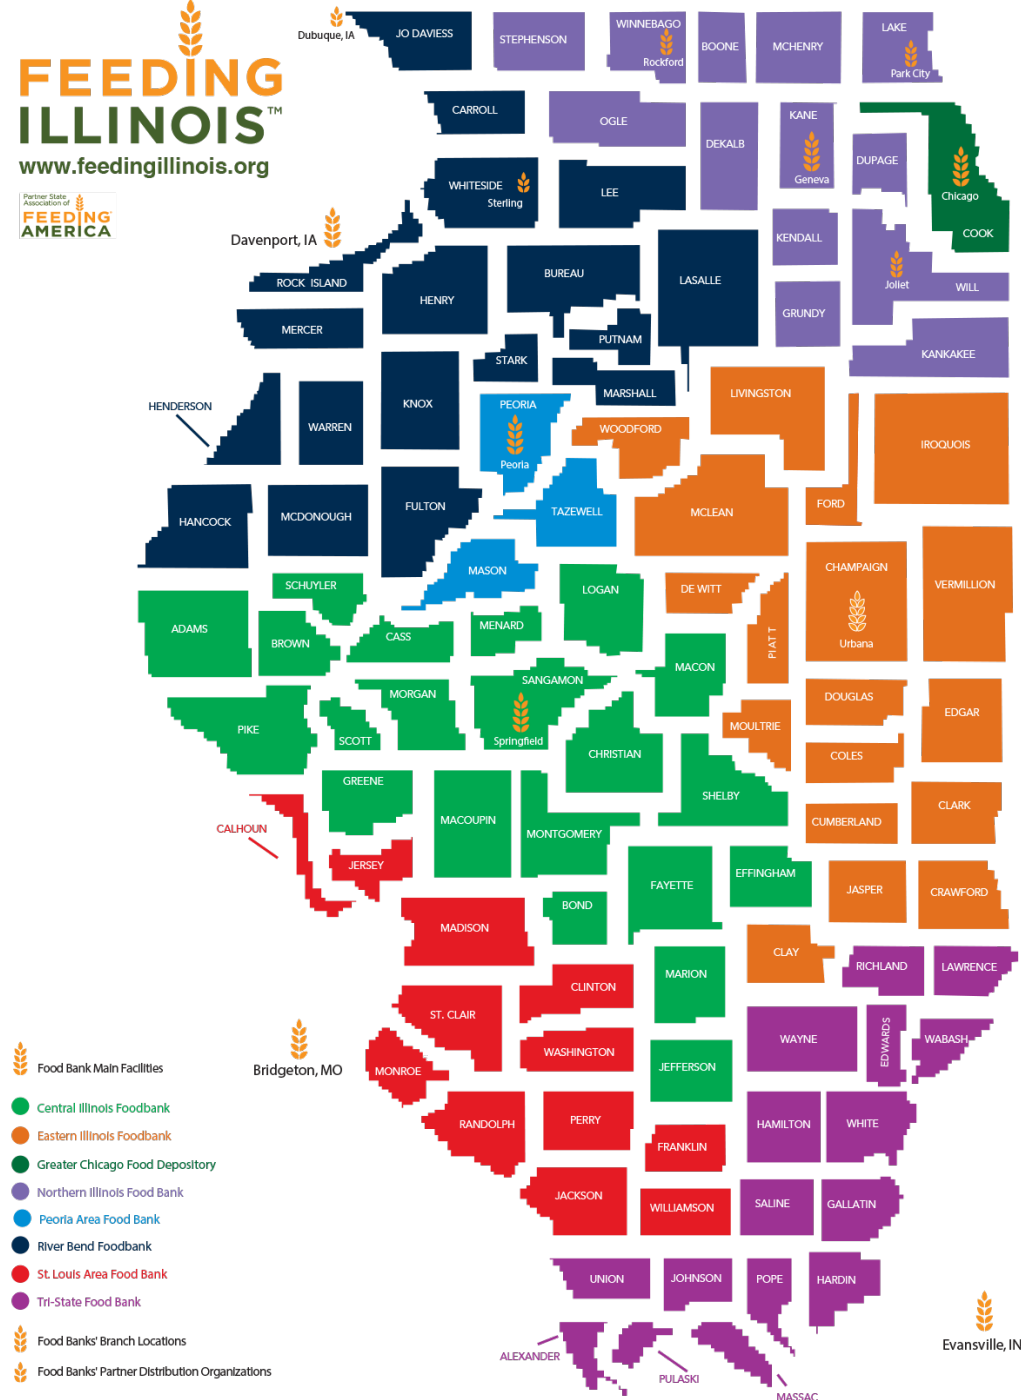 FEEDING
ILLINOIS™
www.feedingillinois.org
Partner State
Association of
FEEDING
AMERICA
Dubuque, IA
JO DAVIESS
STEPHENSON
WINNEBAGO
Rockford
BOONE
MCHENRY
LAKE
Park City
CARROLL
OGLE
DEKALB
KANE
Geneva
DUPAGE
Chicago
COOK
WHITESIDE
Sterling
LEE
Davenport, IA
ROCK ISLAND
HENRY
BUREAU
LASALLE
KENDALL
Joliet
WILL
MERCER
PUTNAM
GRUNDY
STARK
KANKAKEE
HENDERSON
WARREN
KNOX
PEORIA
Peoria
MARSHALL
LIVINGSTON
WOODFORD
IROQUOIS
HANCOCK
MCDONOUGH
FULTON
TAZEWELL
MCLEAN
FORD
MASON
CHAMPAIGN
Urbana
VERMILLION
SCHUYLER
LOGAN
DE WITT
PIATT
ADAMS
BROWN
CASS
MENARD
MACON
SANGAMON
Springfield
PIKE
SCOTT
MORGAN
CHRISTIAN
MOULTRIE
DOUGLAS
EDGAR
COLES
GREENE
MACOUPIN
MONTGOMERY
SHELBY
CUMBERLAND
CLARK
CALHOUN
JERSEY
FAYETTE
EFFINGHAM
JASPER
CRAWFORD
BOND
MADISON
CLAY
MARION
RICHLAND
LAWRENCE
CLINTON
ST. CLAIR
WASHINGTON
WAYNE
EDWARDS
WABASH
Bridgeton, MO
MONROE
JEFFERSON
RANDOLPH
PERRY
HAMILTON
WHITE
FRANKLIN
JACKSON
WILLIAMSON
SALINE
GALLATIN
UNION
JOHNSON
POPE
HARDIN
ALEXANDER
PULASKI
MASSAC
Evansville, IN
Food Bank Main Facilities
Central Illinois Foodbank
Eastern Illinois Foodbank
Greater Chicago Food Depository
Northern Illinois Food Bank
Peoria Area Food Bank
River Bend Foodbank
St. Louis Area Food Bank
Tri-State Food Bank
Food Banks' Branch Locations
Food Banks' Partner Distribution Organizations